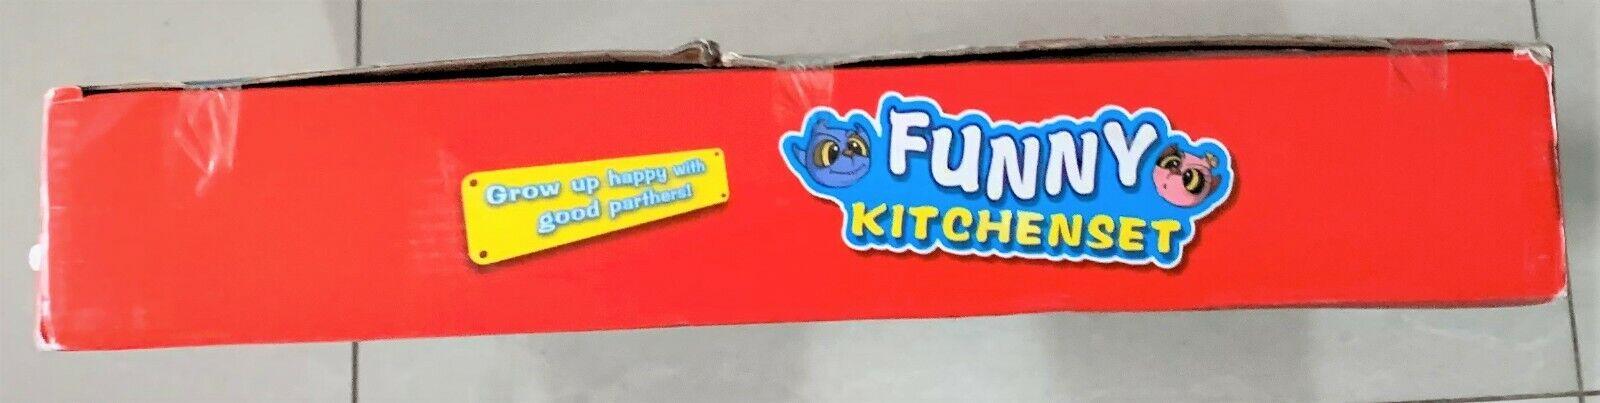 Grow up happy with
good parthers!
FUNNY
KITCHENSET